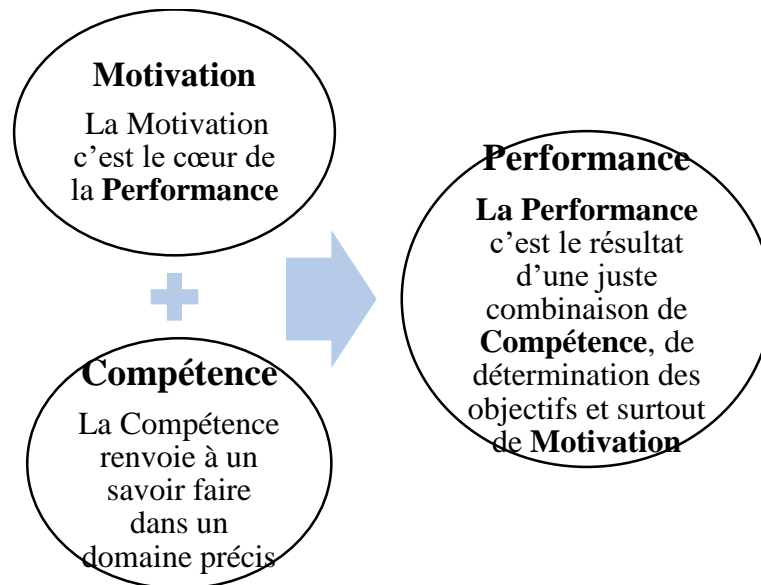 Motivation
La Motivation
c’est le cœur de
la Performance
Compétence
La Compétence
renvoie à un
savoir faire
dans un
domaine précis
Performance
La Performance
c’est le résultat
d’une juste
combinaison de
Compétence, de
détermination des
objectifs et surtout
de Motivation